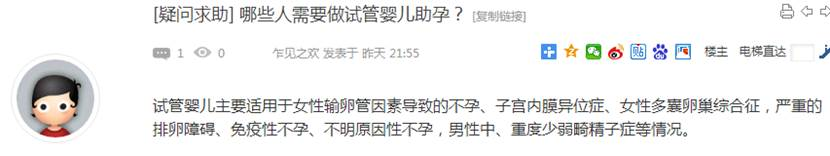 [疑问求助] 哪些人需要做试管婴儿助孕？ [复制链接]
1 0 乍见之欢 发表于 昨天 21:55 贴 楼主 电梯直达
试管婴儿主要适用于女性输卵管因素导致的不孕、子宫内膜异位症、女性多囊卵巢综合征，严重的
排卵障碍、免疫性不孕、不明原因性不孕，男性中、重度少弱畸精子症等情况。